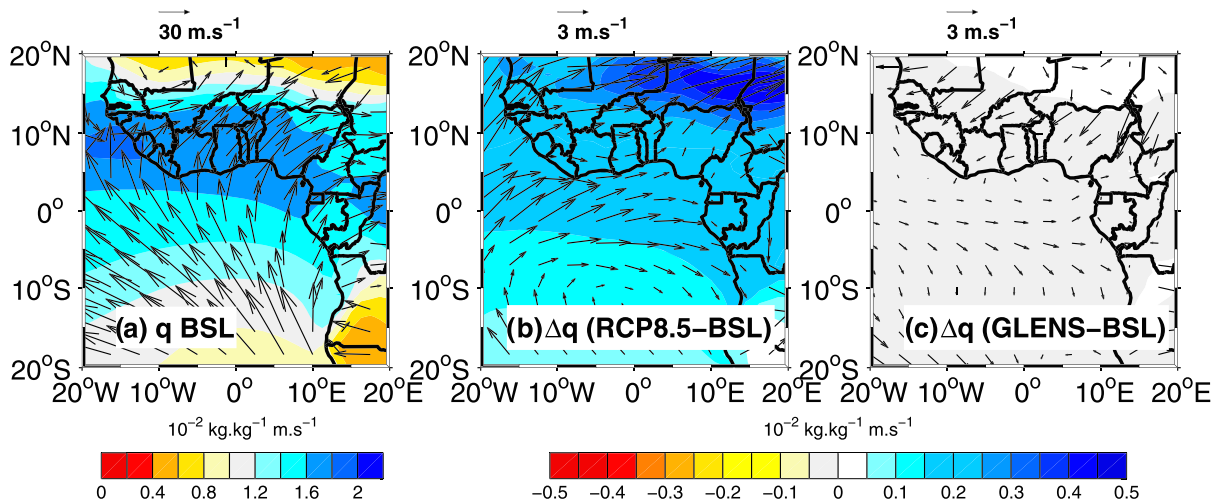 30 m.s⁻¹ 3 m.s⁻¹ 3 m.s⁻¹
20°N 20°N 20°N
10°N 10°N 10°N
0° 0° 0°
10°S 10°S 10°S
(a) q BSL (b) Δq (RCP8.5−BSL) (c) Δq (GLENS−BSL)
20°S 20°S 20°S
20°W 10°W 0° 10°E 20°E 20°W 10°W 0° 10°E 20°E 20°W 10°W 0° 10°E 20°E
10⁻² kg.kg⁻¹ m.s⁻¹ 10⁻² kg.kg⁻¹ m.s⁻¹
0 0.4 0.8 1.2 1.6 2 −0.5 −0.4 −0.3 −0.2 −0.1 0 0.1 0.2 0.3 0.4 0.5